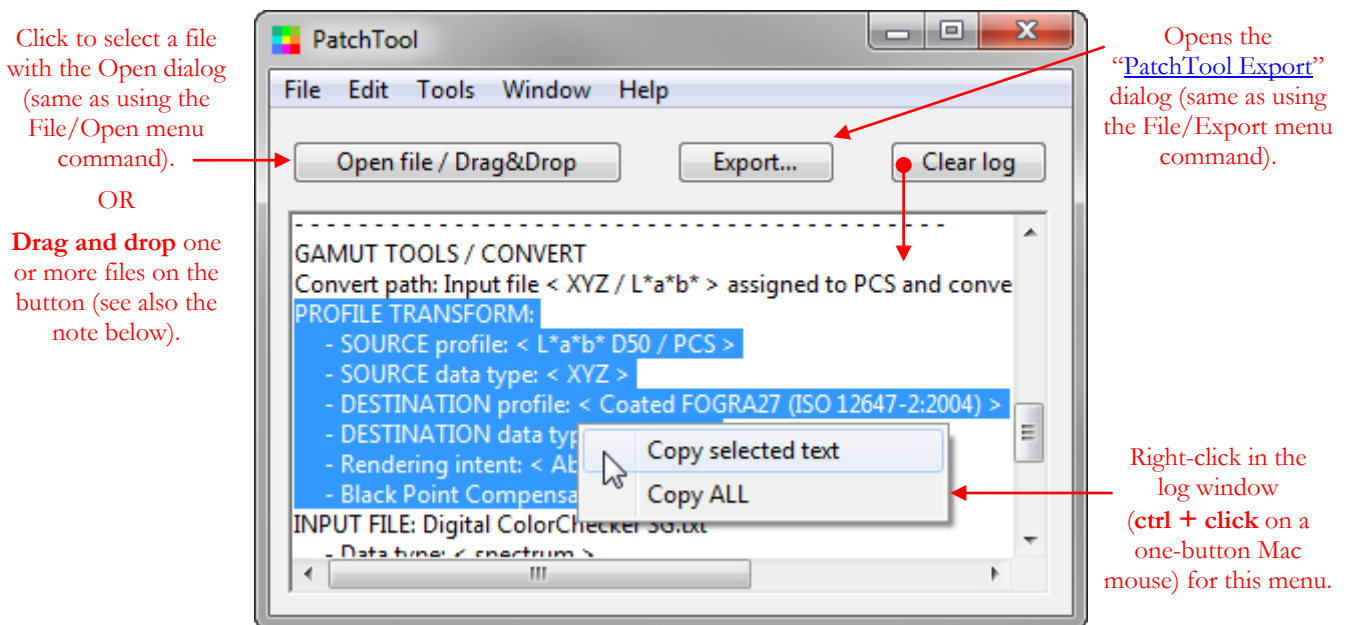 Click to select a file
with the Open dialog
(same as using the
File/Open menu
command).
OR
Drag and drop one
or more files on the
button (see also the
note below).
PatchTool
File Edit Tools Window Help
Open file / Drag&Drop Export... Clear log
- - - - - - - - - - - - - - - - - - - - - - - - - - - - - - - - - - - - - - - - - - -
GAMUT TOOLS / CONVERT
Convert path: Input file < XYZ / L*a*b* > assigned to PCS and conve
PROFILE TRANSFORM:
- SOURCE profile: < L*a*b* D50 / PCS >
- SOURCE data type: < XYZ >
- DESTINATION profile: < Coated FOGRA27 (ISO 12647-2:2004) >
- DESTINATION data typ
- Rendering intent: < Ab
- Black Point Compensa
Copy selected text
Copy ALL
INPUT FILE: Digital ColorChecker SG.txt
- Data type: < spectrum >
Opens the
“PatchTool Export”
dialog (same as using
the File/Export menu
command).
Right-click in the
log window
(ctrl + click on a
one-button Mac
mouse) for this menu.